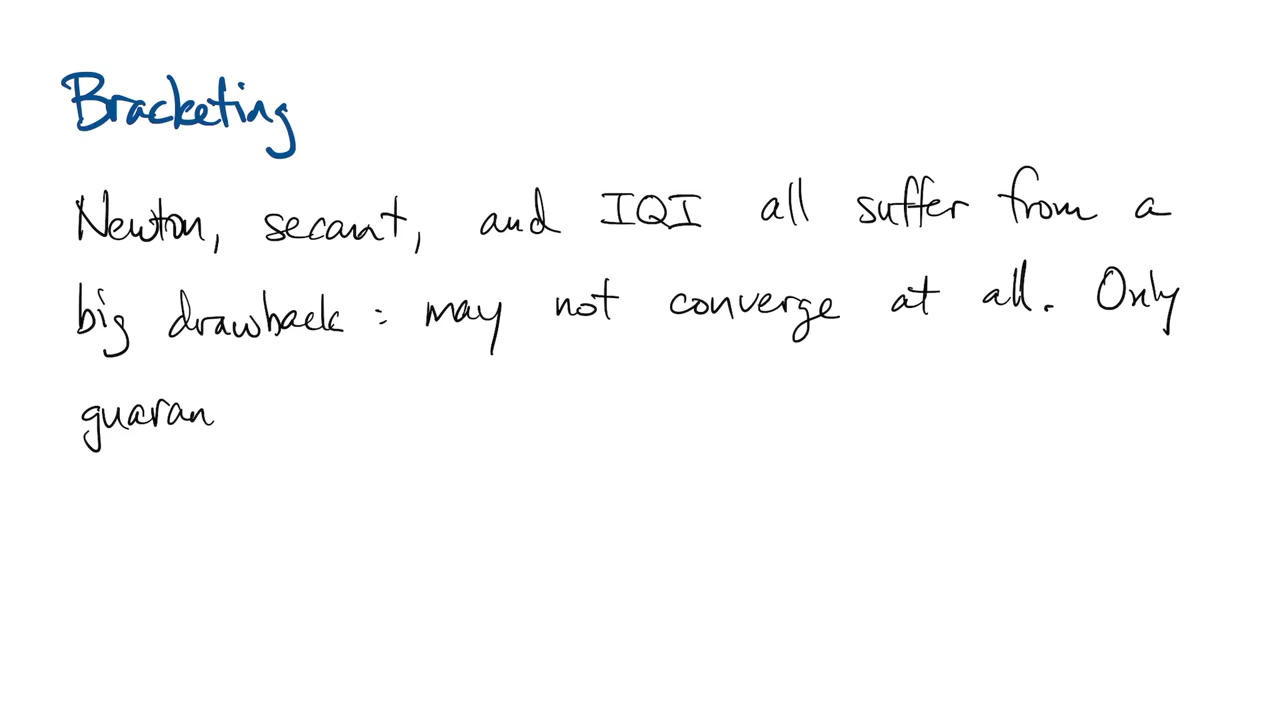 Bracketing
Newton, secant, and IQI all suffer from a
big drawback: may not converge at all. Only
guaran